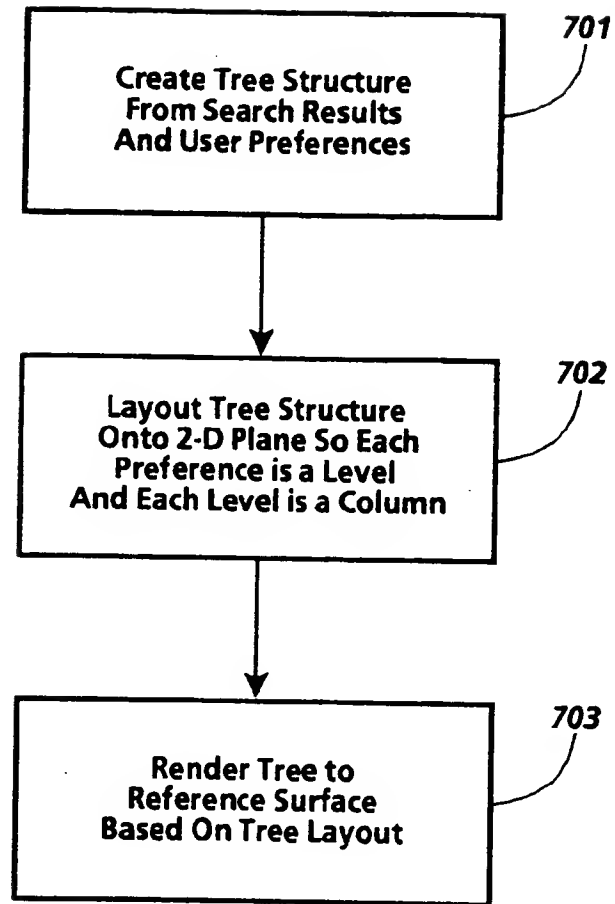 701
Create Tree Structure
From Search Results
And User Preferences
702
Layout Tree Structure
Onto 2-D Plane So Each
Preference is a Level
And Each Level is a Column
703
Render Tree to
Reference Surface
Based On Tree Layout